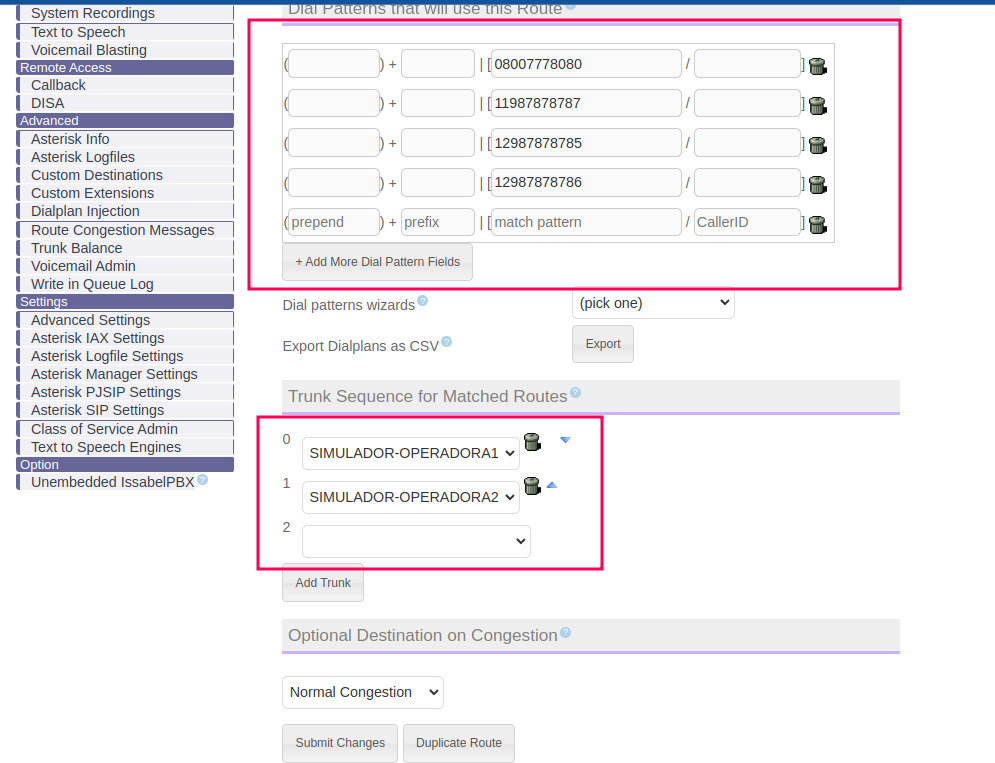 System Recordings
Text to Speech
Voicemail Blasting
Remote Access
Callback
DISA
Advanced
Asterisk Info
Asterisk Logfiles
Custom Destinations
Custom Extensions
Dialplan Injection
Route Congestion Messages
Trunk Balance
Voicemail Admin
Write in Queue Log
Settings
Advanced Settings
Asterisk IAX Settings
Asterisk Logfile Settings
Asterisk Manager Settings
Asterisk PJSIP Settings
Asterisk SIP Settings
Class of Service Admin
Text to Speech Engines
Option
Unembedded IssabelPBX ?
Dial Patterns that will use this Route
( ) + | [ 08007778080 / ]
( ) + | [ 11987878787 / ]
( ) + | [ 12987878785 / ]
( ) + | [ 12987878786 / ]
( prepend ) + prefix | [ match pattern / CallerID ]
+ Add More Dial Pattern Fields
Dial patterns wizards ? (pick one)
Export Dialplans as CSV ? Export
Trunk Sequence for Matched Routes ?
0 SIMULADOR-OPERADORA1
1 SIMULADOR-OPERADORA2
2
Add Trunk
Optional Destination on Congestion ?
Normal Congestion
Submit Changes Duplicate Route